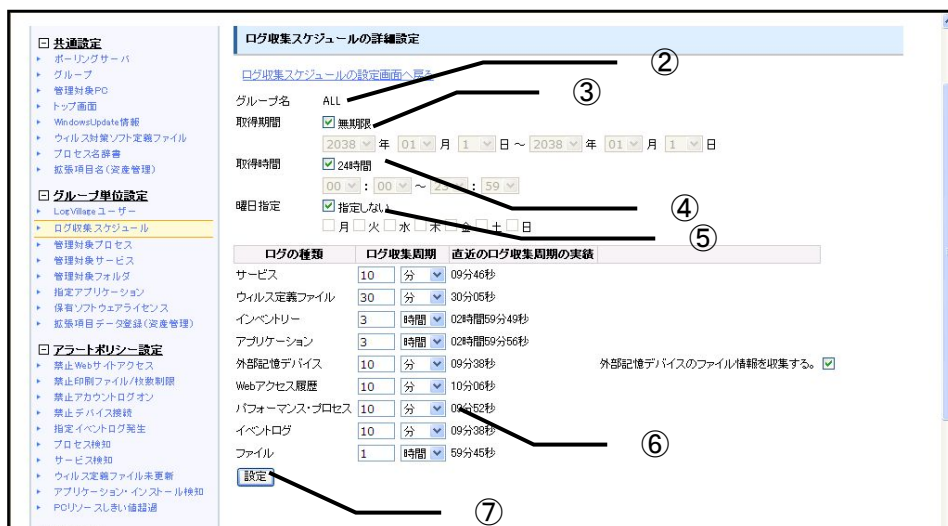 共通設定
ポーリングサーバ
グループ
管理対象PC
トップ画面
WindowsUpdate情報
ウィルス対策ソフト定義ファイル
プロセス名辞書
拡張項目名(資産管理)
グループ単位設定
LogVillageユーザー
ログ収集スケジュール
管理対象プロセス
管理対象サービス
管理対象フォルダ
指定アプリケーション
保有ソフトウェアライセンス
拡張項目データ登録(資産管理)
アラートポリシー設定
禁止Webサイトアクセス
禁止印刷ファイル/枚数制限
禁止アカウントログオン
禁止デバイス接続
指定イベントログ発生
プロセス検知
サービス検知
ウィルス定義ファイル未更新
アプリケーション・インストール検知
PCリソースしきい値超過
ログ収集スケジュールの詳細設定
ログ収集スケジュールの設定画面へ戻る
②
グループ名 ALL
③
取得期間 無期限
2038 年 01 月 1 日 ~ 2038 年 01 月 1 日
取得時間 24時間
④
00 : 00 ~ 23 : 59
曜日指定 指定しない
⑤
月 火 水 木 金 土 日
ログの種類 ログ収集周期 直近のログ収集周期の実績
サービス 10 分 09分46秒
ウィルス定義ファイル 30 分 30分05秒
インベントリー 3 時間 02時間59分49秒
アプリケーション 3 時間 02時間59分56秒
外部記憶デバイス 10 分 09分38秒 外部記憶デバイスのファイル情報を収集する。
Webアクセス履歴 10 分 10分06秒
パフォーマンス・プロセス 10 分 09分52秒
⑥
イベントログ 10 分 09分38秒
ファイル 1 時間 59分45秒
設定
⑦